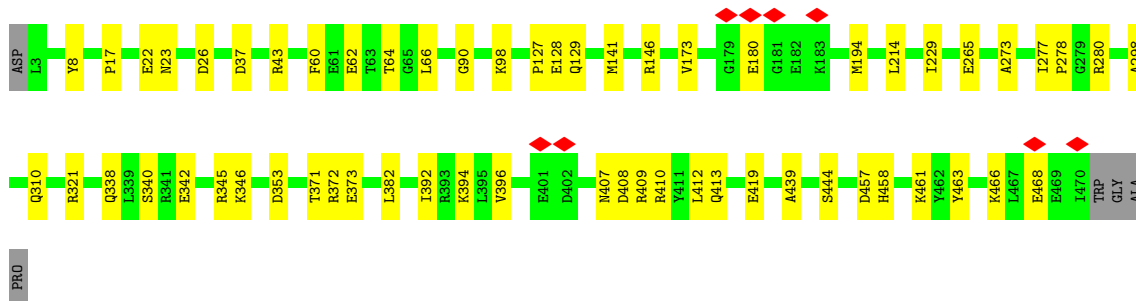 ASP L3 Y8 P17 E22 N23 D26 D37 R43 F60 E61 E62 T63 T64 G65 L66 G90 K98 P127 E128 Q129 M141 R146 V173 G179 E180 G181 E182 K183 M194 L214 I229 E265 A273 I277 P278 G279 R280
Q310 R321 Q338 L339 S340 R341 E342 R345 K346 D353 T371 R372 E373 L382 I392 R393 K394 L395 V396 E401 D402 N407 D408 R409 R410 Y411 L412 Q413 E419 A439 S444 D457 H458 K461 Y462 Y463 K466 L467 E468 E469 I470 TRP GLY ALA
PRO